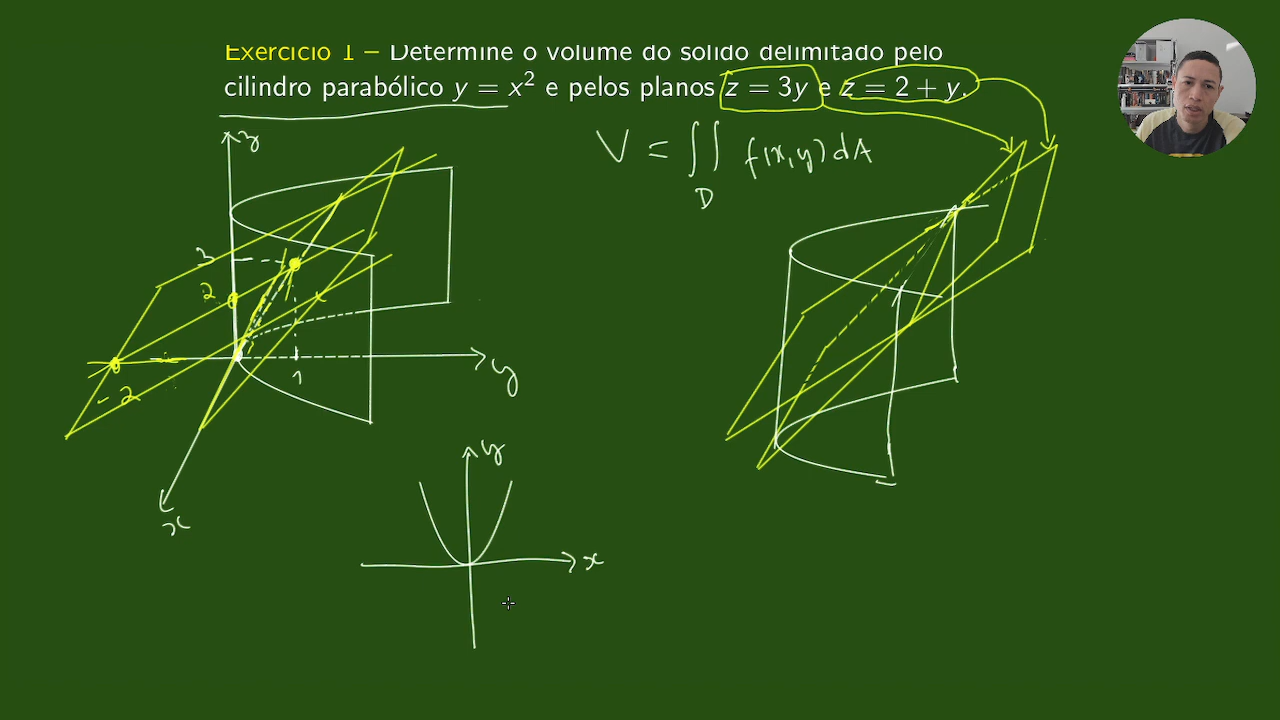 Exercício 1 – Determine o volume do sólido delimitado pelo
cilindro parabólico y = x² e pelos planos z = 3y e z = 2 + y.
V = ∬ f(x,y) dA
D
z
3
2
-2
1
y
x
y
x